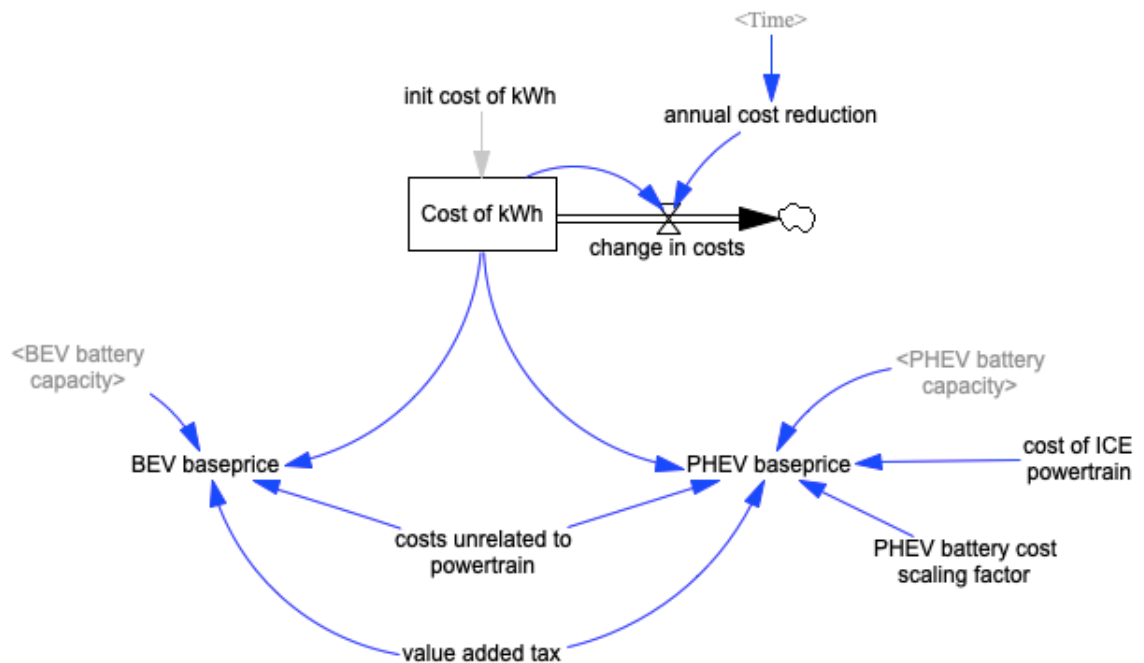 <Time>
init cost of kWh
annual cost reduction
Cost of kWh
change in costs
<BEV battery
capacity>
<PHEV battery
capacity>
BEV baseprice
PHEV baseprice
cost of ICE
powertrain
costs unrelated to
powertrain
PHEV battery cost
scaling factor
value added tax